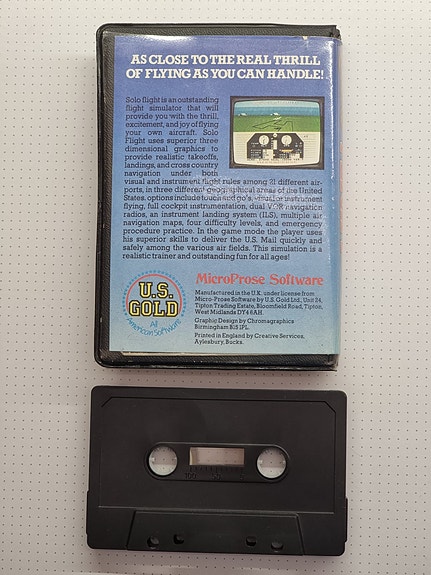 AS CLOSE TO THE REAL THRILL
OF FLYING AS YOU CAN HANDLE!
Solo flight is an outstanding
flight simulator that will
provide you with the thrill,
excitement, and joy of flying
your own aircraft. Solo
Flight uses superior three
dimensional graphics to
provide realistic takeoffs,
landings, and cross country
navigation under both
visual and instrument flight rules among 21 different air-
ports, in three different geographical areas of the United
States. options include touch and go's, visual or instrument
flying, full cockpit instrumentation, dual VOR navigation
radios, an instrument landing system (ILS), multiple air
navigation maps, four difficulty levels, and emergency
procedure practice. In the game mode the player uses
his superior skills to deliver the U.S. Mail quickly and
safely among the various air fields. This simulation is a
realistic trainer and outstanding fun for all ages!
MicroProse Software
Manufactured in the U.K. under license from
Micro-Prose Software by U.S. Gold Ltd., Unit 24,
Tipton Trading Estate, Bloomfield Road, Tipton,
West Midlands DY4 6AH.
Graphic Design by Chromagraphics
Birmingham B15 1PL.
Printed in England by Creative Services,
Aylesbury, Bucks.
U.S.
GOLD
All
American Software
100 50